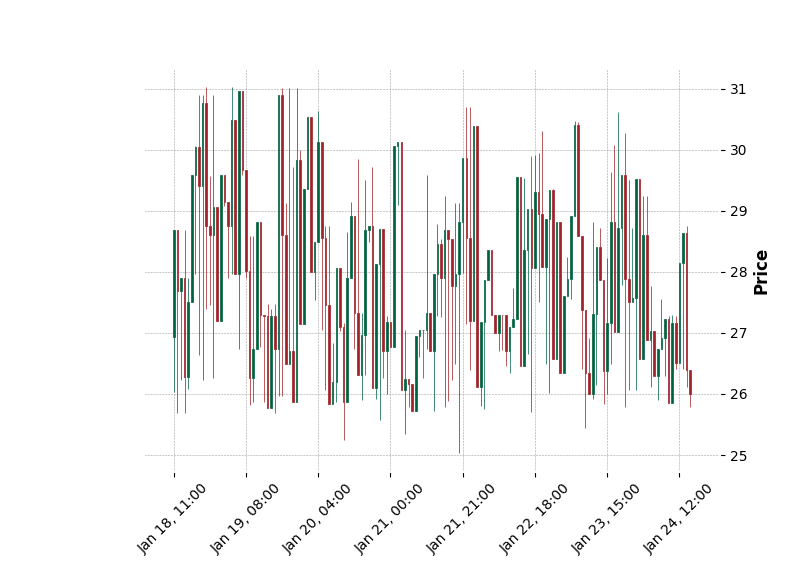 31
30
29
28
27
26
25
Price
Jan 18, 11:00
Jan 19, 08:00
Jan 20, 04:00
Jan 21, 00:00
Jan 21, 21:00
Jan 22, 18:00
Jan 23, 15:00
Jan 24, 12:00